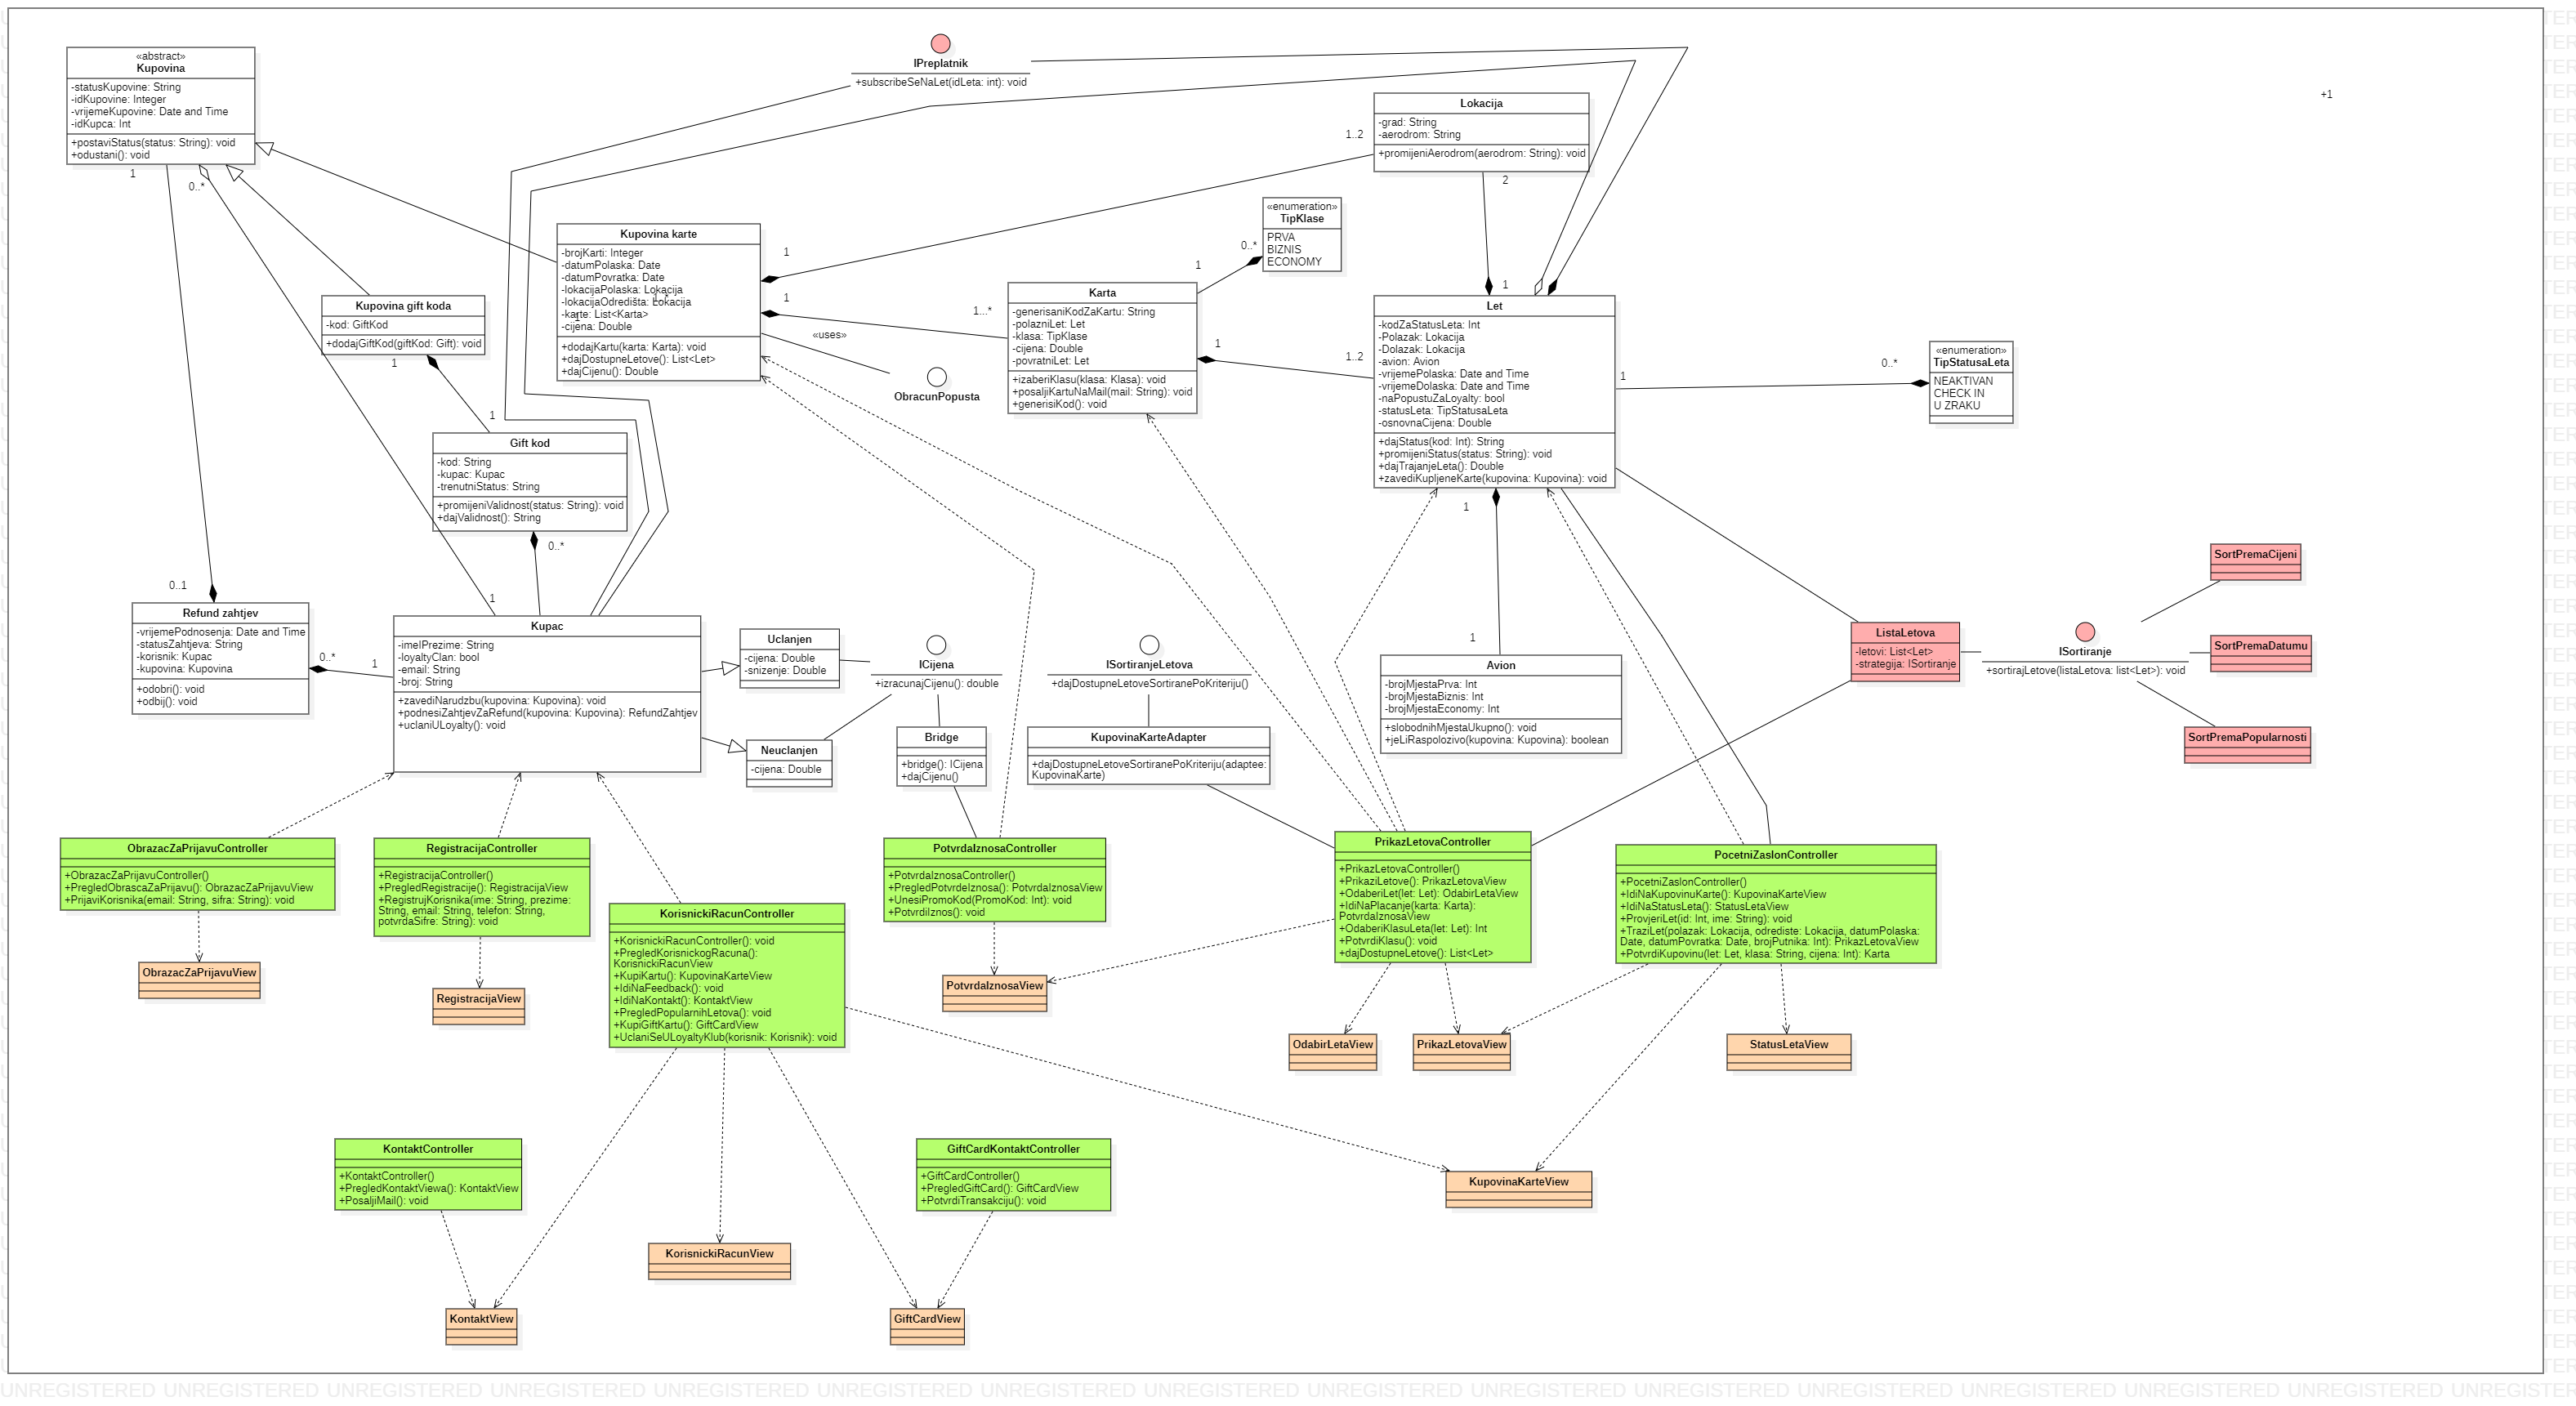 «abstract»
Kupovina
-statusKupovine: String
-idKupovine: Integer
-vrijemeKupovine: Date and Time
-idKupca: Int
+postaviStatus(status: String): void
+odustani(): void
1
0..*
IPreplatnik
+subscribeSeNaLet(idLeta: int): void
+1
Lokacija
-grad: String
-aerodrom: String
+promijeniAerodrom(aerodrom: String): void
1..2
2
«enumeration»
TipKlase
PRVA
BIZNIS
ECONOMY
0..*
1
Kupovina karte
-brojKarti: Integer
-datumPolaska: Date
-datumPovratka: Date
-lokacijaPolaska: Lokacija
-lokacijaOdredišta: Lokacija
-karte: List<Karta>
-cijena: Double
+dodajKartu(karta: Karta): void
+dajDostupneLetove(): List<Let>
+dajCijenu(): Double
1
1
1...*
«uses»
ObracunPopusta
Kupovina gift koda
-kod: GiftKod
+dodajGiftKod(giftKod: Gift): void
1
1
Karta
-generisaniKodZaKartu: String
-polazniLet: Let
-klasa: TipKlase
-cijena: Double
-povratniLet: Let
+izaberiKlasu(klasa: Klasa): void
+posaljiKartuNaMail(mail: String): void
+generisiKod(): void
1
1..2
1
Let
-kodZaStatusLeta: Int
-Polazak: Lokacija
-Dolazak: Lokacija
-avion: Avion
-vrijemePolaska: Date and Time
-vrijemeDolaska: Date and Time
-naPopustuZaLoyalty: bool
-statusLeta: TipStatusaLeta
-osnovnaCijena: Double
+dajStatus(kod: Int): String
+promijeniStatus(status: String): void
+dajTrajanjeLeta(): Double
+zavediKupljeneKarte(kupovina: Kupovina): void
1
0..*
«enumeration»
TipStatusaLeta
NEAKTIVAN
CHECK IN
U ZRAKU
1
1
Gift kod
-kod: String
-kupac: Kupac
-trenutniStatus: String
+promijeniValidnost(status: String): void
+dajValidnost(): String
0..*
0..1
1
Refund zahtjev
-vrijemePodnosenja: Date and Time
-statusZahtjeva: String
-korisnik: Kupac
-kupovina: Kupovina
+odobri(): void
+odbij(): void
0..*
1
Kupac
-imeIPrezime: String
-loyaltyClan: bool
-email: String
-broj: String
+zavediNarudzbu(kupovina: Kupovina): void
+podnesiZahtjevZaRefund(kupovina: Kupovina): RefundZahtjev
+uclaniULoyalty(): void
Uclanjen
-cijena: Double
-snizenje: Double
Neuclanjen
-cijena: Double
ICijena
+izracunajCijenu(): double
Bridge
+bridge(): ICijena
+dajCijenu()
ISortiranjeLetova
+dajDostupneLetoveSortiranePoKriteriju()
KupovinaKarteAdapter
+dajDostupneLetoveSortiranePoKriteriju(adaptee:
KupovinaKarte)
Avion
-brojMjestaPrva: Int
-brojMjestaBiznis: Int
-brojMjestaEconomy: Int
+slobodnihMjestaUkupno(): void
+jeLiRaspolozivo(kupovina: Kupovina): boolean
ListaLetova
-letovi: List<Let>
-strategija: ISortiranje
ISortiranje
+sortirajLetove(listaLetova: list<Let>): void
SortPremaCijeni
SortPremaDatumu
SortPremaPopularnosti
ObrazacZaPrijavuController
+ObrazacZaPrijavuController()
+PregledObrascaZaPrijavu(): ObrazacZaPrijavuView
+PrijaviKorisnika(email: String, sifra: String): void
RegistracijaController
+RegistracijaController()
+PregledRegistracije(): RegistracijaView
+RegistrujKorisnika(ime: String, prezime:
String, email: String, telefon: String,
potvrdaSifre: String): void
KorisnickiRacunController
+KorisnickiRacunController(): void
+PregledKorisnickogRacuna():
KorisnickiRacunView
+KupiKartu(): KupovinaKarteView
+IdiNaFeedback(): void
+IdiNaKontakt(): KontaktView
+PregledPopularnihLetova(): void
+KupiGiftKartu(): GiftCardView
+UclaniSeULoyaltyKlub(korisnik: Korisnik): void
PotvrdaIznosaController
+PotvrdaIznosaController()
+PregledPotvrdeIznosa(): PotvrdaIznosaView
+UnesiPromoKod(PromoKod: Int): void
+PotvrdiIznos(): void
PrikazLetovaController
+PrikazLetovaController()
+PrikaziLetove(): PrikazLetovaView
+OdaberiLet(let: Let): OdabirLetaView
+IdiNaPlacanje(karta: Karta):
PotvrdaIznosaView
+OdaberiKlasuLeta(let: Let): Int
+PotvrdiKlasu(): void
+dajDostupneLetove(): List<Let>
PocetniZaslonController
+PocetniZaslonController()
+IdiNaKupovinuKarte(): KupovinaKarteView
+IdiNaStatusLeta(): StatusLetaView
+ProvjeriLet(id: Int, ime: String): void
+TraziLet(polazak: Lokacija, odrediste: Lokacija, datumPolaska:
Date, datumPovratka: Date, brojPutnika: Int): PrikazLetovaView
+PotvrdiKupovinu(let: Let, klasa: String, cijena: Int): Karta
ObrazacZaPrijavuView
RegistracijaView
PotvrdaIznosaView
OdabirLetaView
PrikazLetovaView
StatusLetaView
KontaktController
+KontaktController()
+PregledKontaktViewa(): KontaktView
+PosaljiMail(): void
GiftCardKontaktController
+GiftCardController()
+PregledGiftCard(): GiftCardView
+PotvrdiTransakciju(): void
KupovinaKarteView
KorisnickiRacunView
KontaktView
GiftCardView
UNREGISTERED UNREGISTERED UNREGISTERED UNREGISTERED UNREGISTERED UNREGISTERED UNREGISTERED UNREGISTERED UNREGISTERED UNREGISTERED UNREGISTERED UNREGISTERED UNREGISTERED UNREGISTERED UNREGISTERED